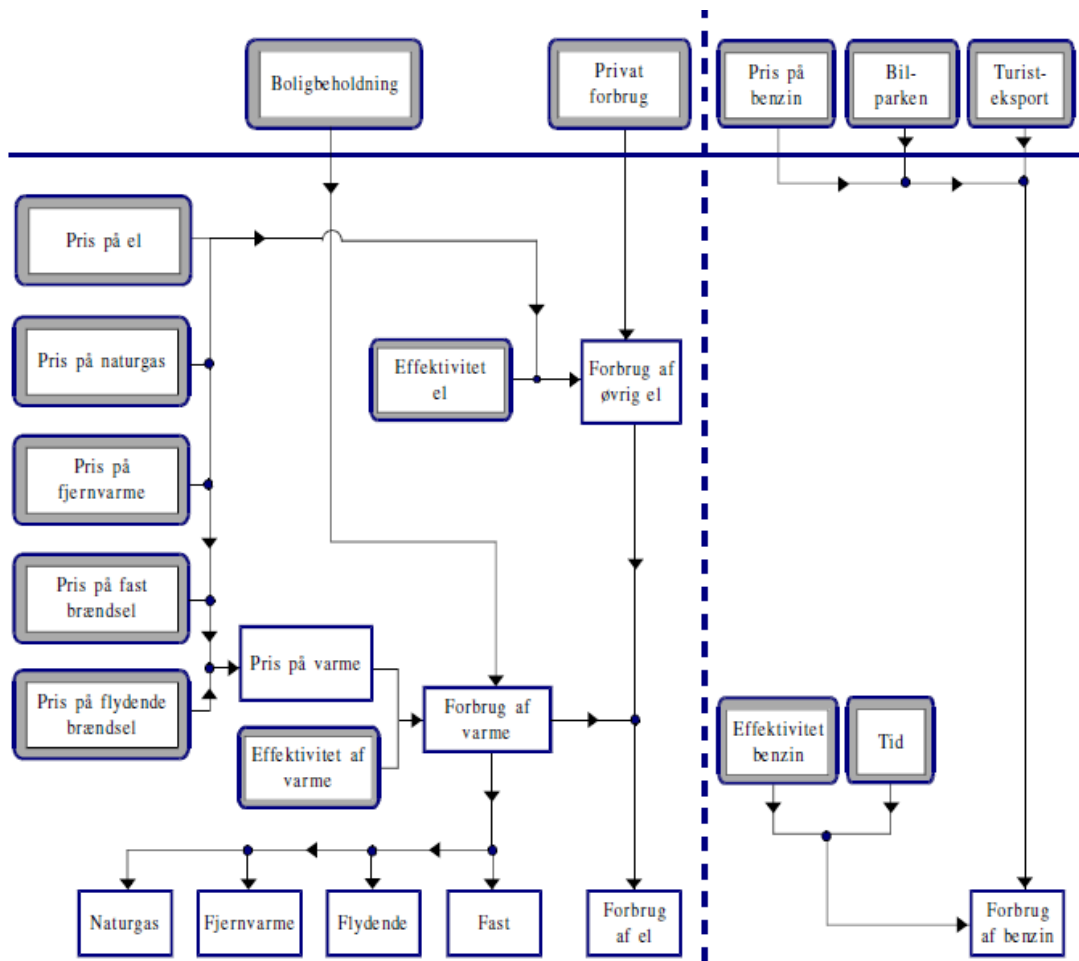 Boligbeholdning
Privat
forbrug
Pris på
benzin
Bil-
parken
Turist-
eksport
Pris på el
Pris på naturgas
Effektivitet
el
Forbrug af
øvrig el
Pris på
fjernvarme
Pris på fast
brændsel
Pris på varme
Pris på flydende
brændsel
Forbrug af
varme
Effektivitet af
varme
Effektivitet
benzin
Tid
Naturgas
Fjernvarme
Flydende
Fast
Forbrug
af el
Forbrug
af benzin